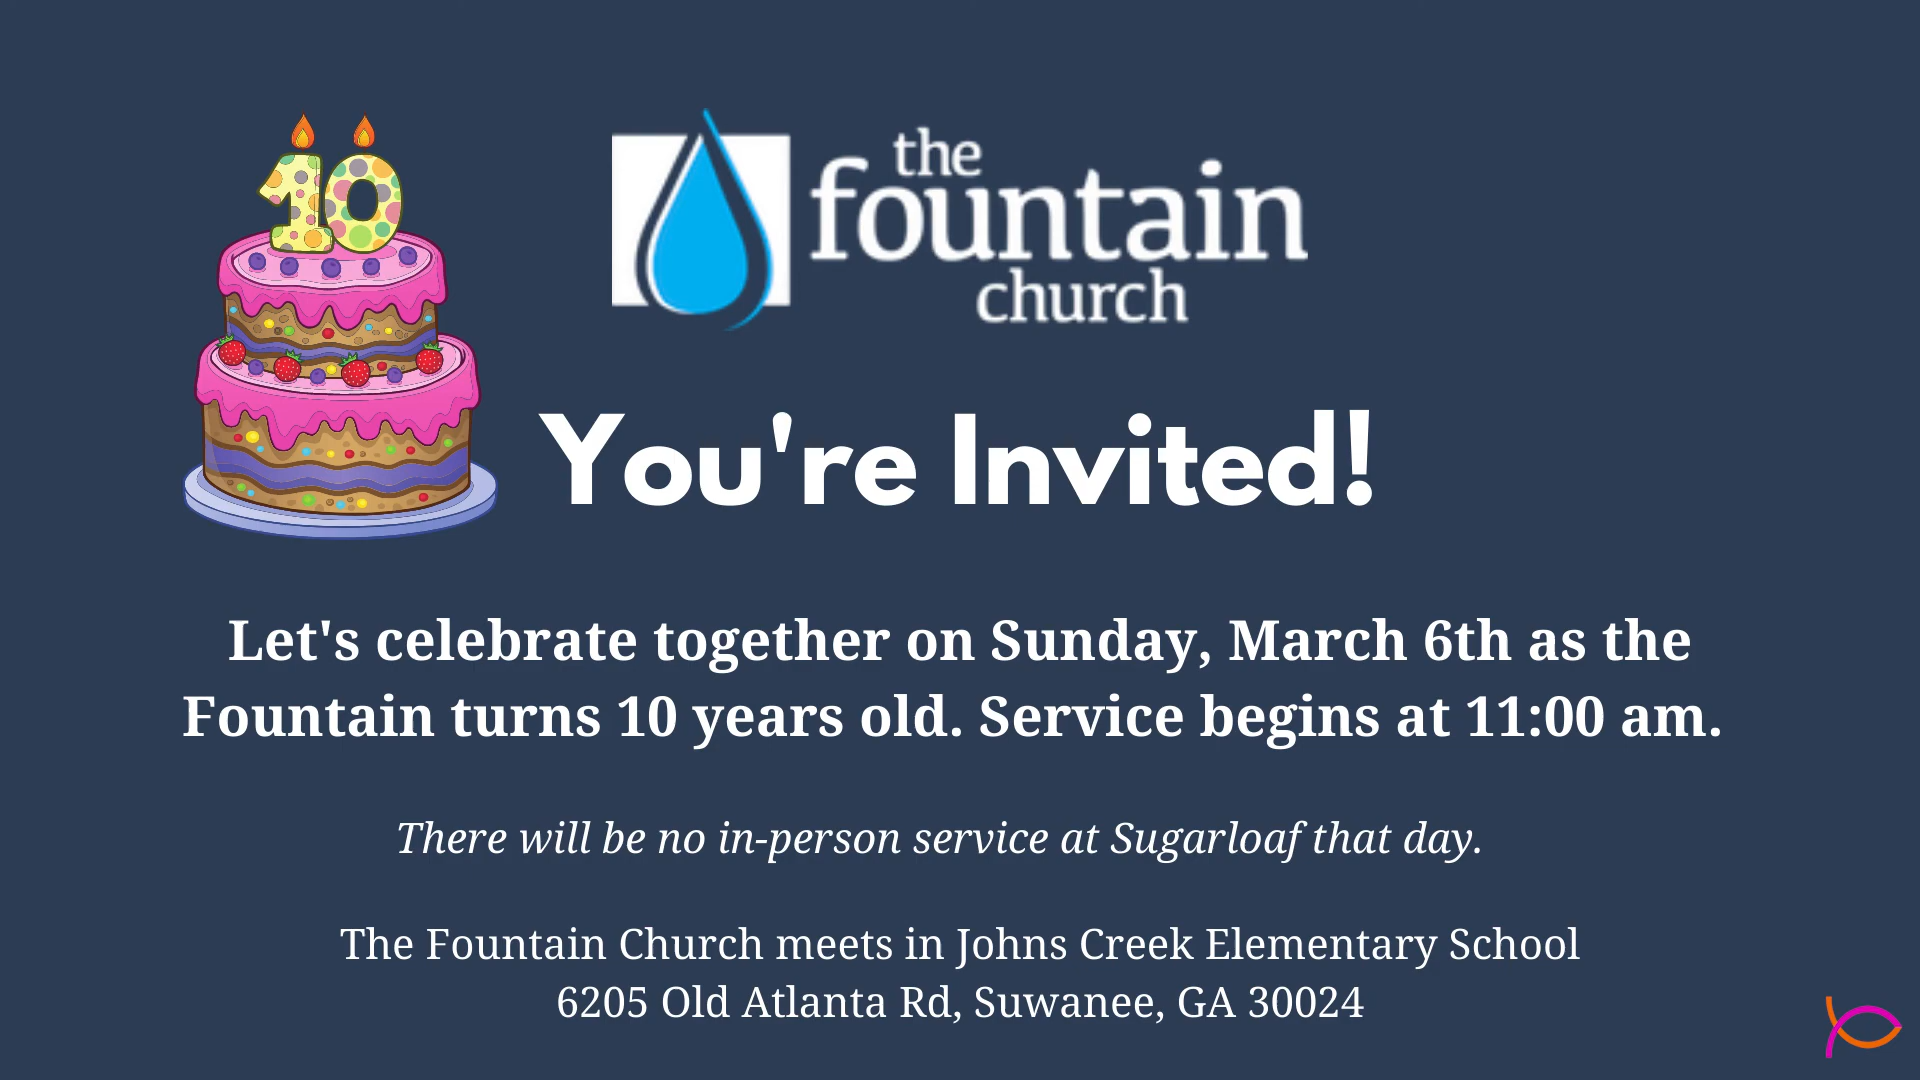 10
the
fountain
church
You're Invited!
Let's celebrate together on Sunday, March 6th as the
Fountain turns 10 years old. Service begins at 11:00 am.
There will be no in-person service at Sugarloaf that day.
The Fountain Church meets in Johns Creek Elementary School
6205 Old Atlanta Rd, Suwanee, GA 30024